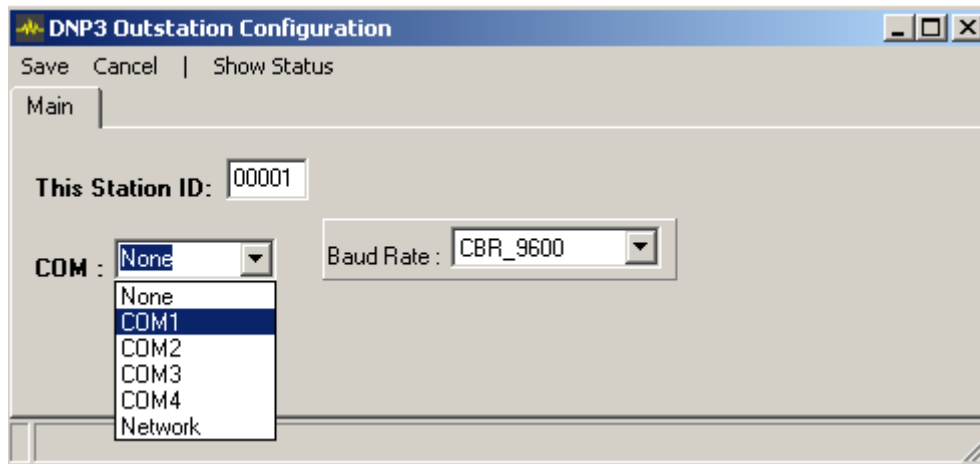 DNP3 Outstation Configuration
Save Cancel | Show Status
Main
This Station ID: 00001
COM : None Baud Rate : CBR_9600
None
COM1
COM2
COM3
COM4
Network